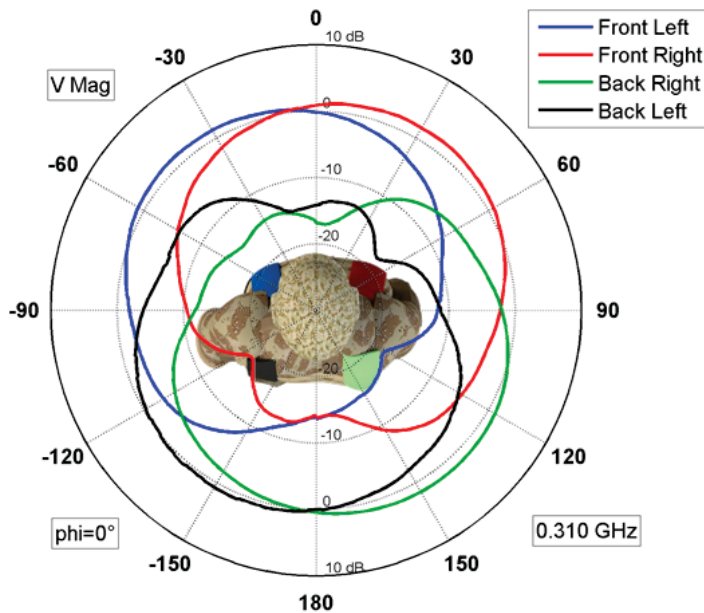 0
10 dB
Front Left
Front Right
Back Right
Back Left
-30
30
V Mag
0
-60
60
-10
-20
-90
90
-20
-10
-120
120
0
phi=0°
0.310 GHz
-150
150
10 dB
180